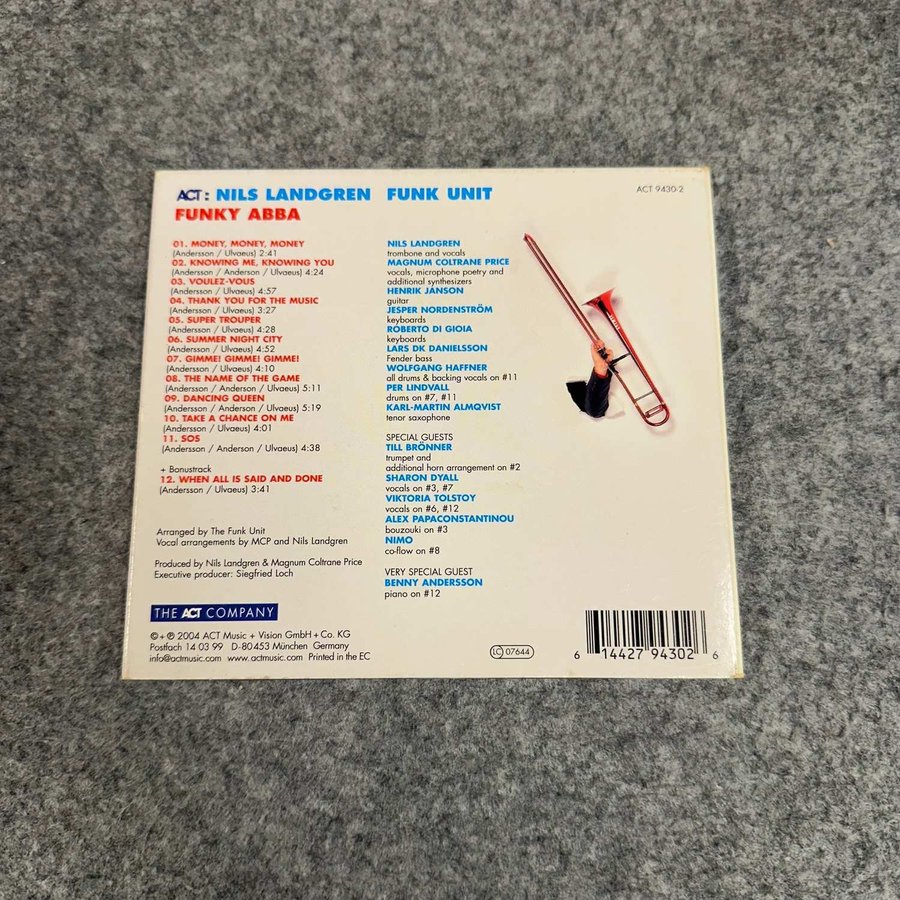 ACT: NILS LANDGREN FUNK UNIT
FUNKY ABBA
ACT 9430-2
01. MONEY, MONEY, MONEY
(Andersson / Ulvaeus) 2:41
02. KNOWING ME, KNOWING YOU
(Andersson / Anderson / Ulvaeus) 4:24
03. VOULEZ-VOUS
(Andersson / Ulvaeus) 4:57
04. THANK YOU FOR THE MUSIC
(Andersson / Ulvaeus) 3:27
05. SUPER TROUPER
(Andersson / Ulvaeus) 4:28
06. SUMMER NIGHT CITY
(Andersson / Ulvaeus) 4:52
07. GIMME! GIMME! GIMME!
(Andersson / Ulvaeus) 4:10
08. THE NAME OF THE GAME
(Andersson / Anderson / Ulvaeus) 5:11
09. DANCING QUEEN
(Andersson / Anderson / Ulvaeus) 5:19
10. TAKE A CHANCE ON ME
(Andersson / Ulvaeus) 4:01
11. SOS
(Andersson / Anderson / Ulvaeus) 4:38
+ Bonustrack
12. WHEN ALL IS SAID AND DONE
(Andersson / Ulvaeus) 3:41
Arranged by The Funk Unit
Vocal arrangements by MCP and Nils Landgren
Produced by Nils Landgren & Magnum Coltrane Price
Executive producer: Siegfried Loch
NILS LANDGREN
trombone and vocals
MAGNUM COLTRANE PRICE
vocals, microphone poetry and
additional synthesizers
HENRIK JANSON
guitar
JESPER NORDENSTRÖM
keyboards
ROBERTO DI GIOIA
keyboards
LARS DK DANIELSSON
Fender bass
WOLFGANG HAFFNER
all drums & backing vocals on #11
PER LINDVALL
drums on #7, #11
KARL-MARTIN ALMQVIST
tenor saxophone
SPECIAL GUESTS
TILL BRÖNNER
trumpet and
additional horn arrangement on #2
SHARON DYALL
vocals on #3, #7
VIKTORIA TOLSTOY
vocals on #6, #12
ALEX PAPACONSTANTINOU
bouzouki on #3
NIMO
co-flow on #8
VERY SPECIAL GUEST
BENNY ANDERSSON
piano on #12
THE ACT COMPANY
© + ℗ 2004 ACT Music + Vision GmbH + Co. KG
Postfach 14 03 99 D-80453 München Germany
info@actmusic.com www.actmusic.com Printed in the EC
LC 07644
6 14427 94302 6